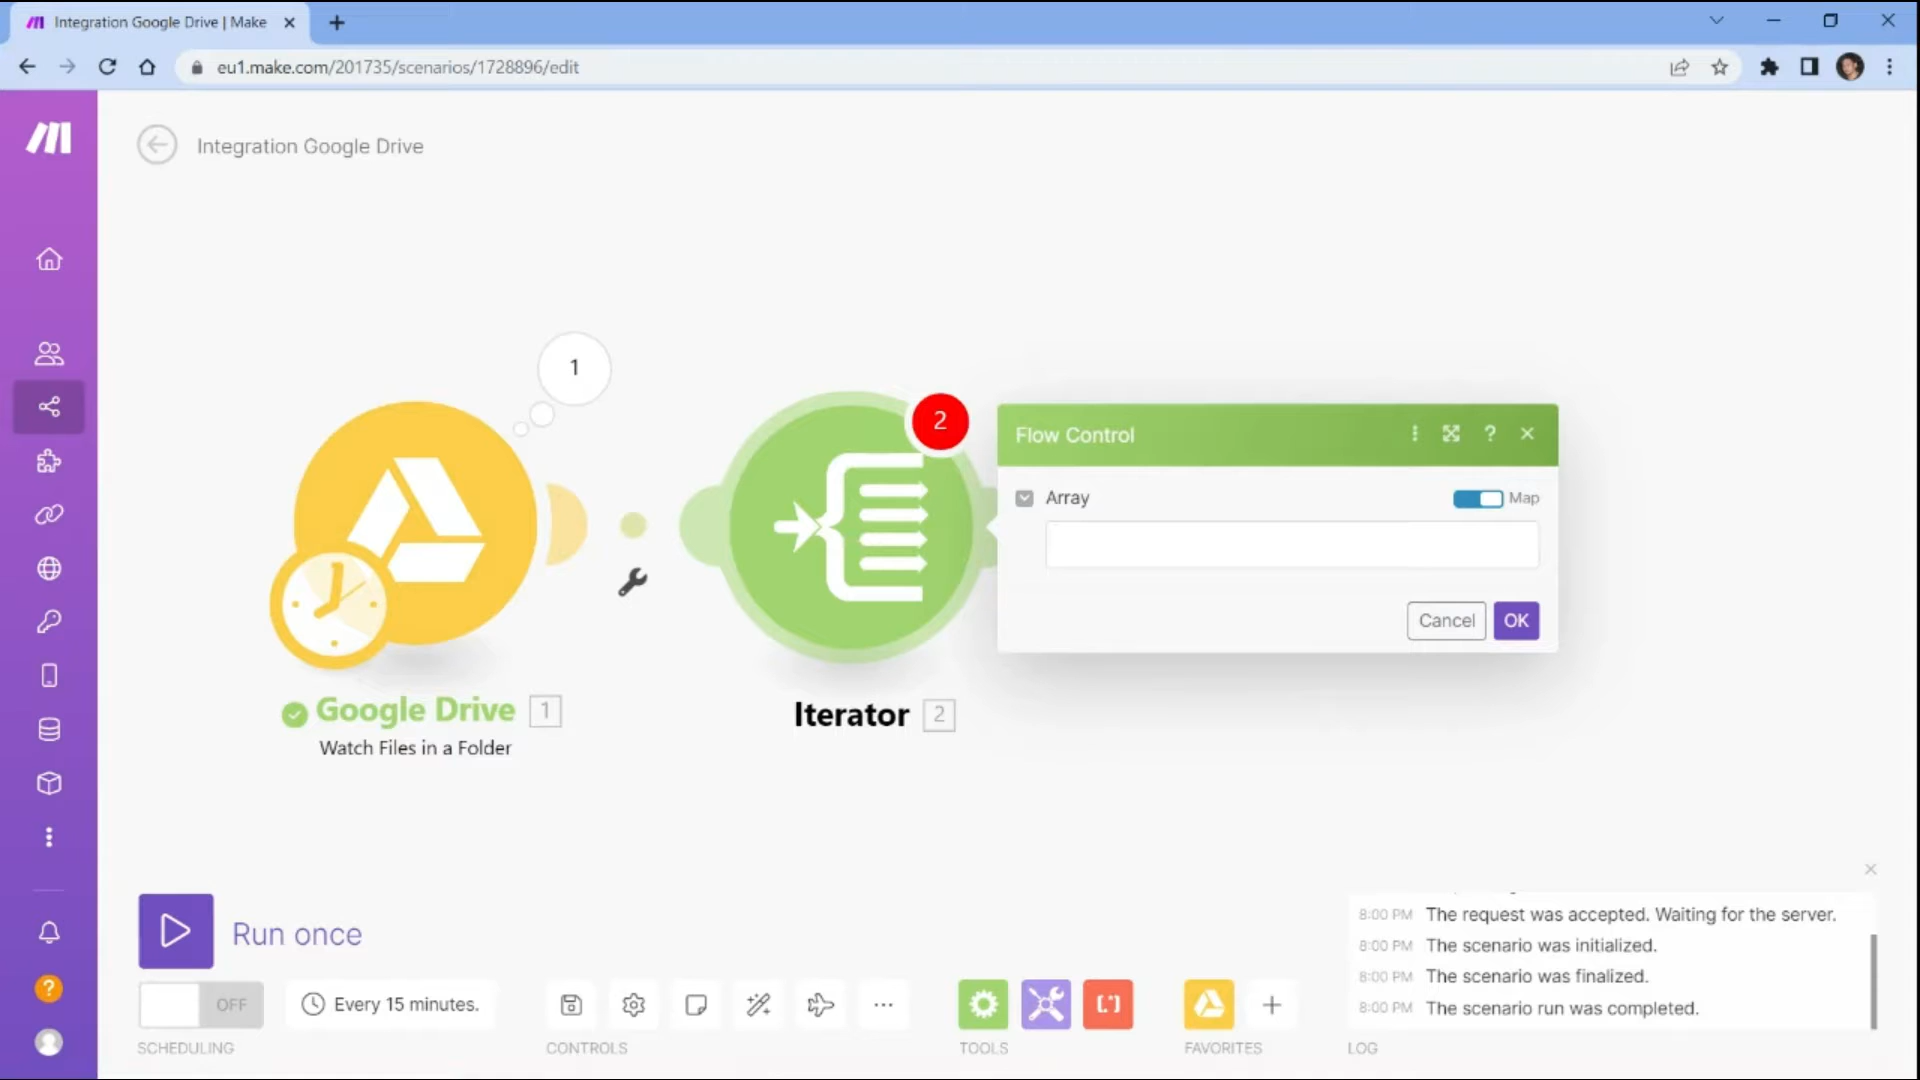 Integration Google Drive | Make
eu1.make.com/201735/scenarios/1728896/edit
Integration Google Drive
1
2
Flow Control
?
Array
Map
Cancel
OK
Google Drive 1
Watch Files in a Folder
Iterator 2
Run once
8:00 PM The request was accepted. Waiting for the server.
8:00 PM The scenario was initialized.
8:00 PM The scenario was finalized.
8:00 PM The scenario run was completed.
OFF
Every 15 minutes.
?
SCHEDULING
CONTROLS
TOOLS
FAVORITES
LOG